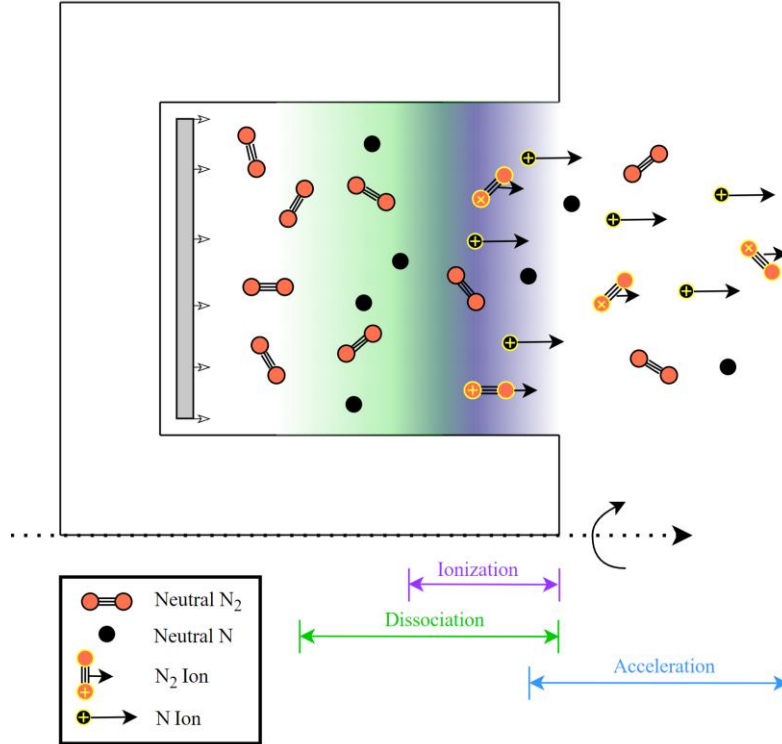 Ionization
Dissociation
Acceleration
Neutral N₂
Neutral N
N₂ Ion
N Ion